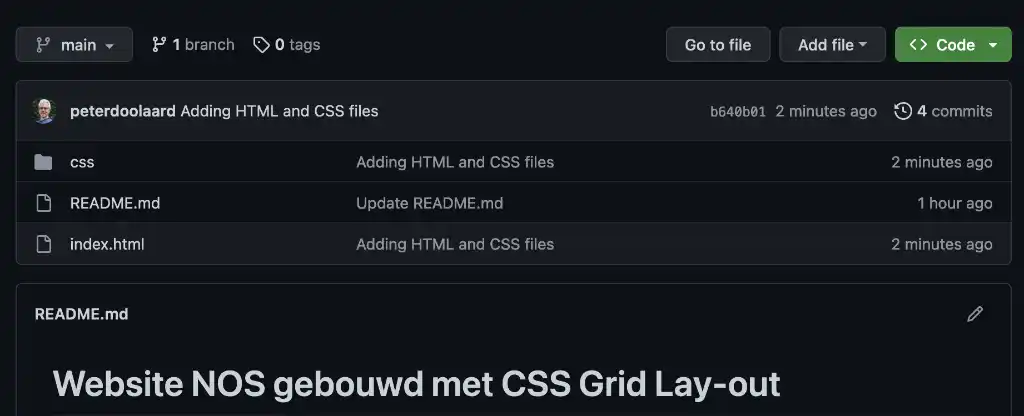 main 1 branch 0 tags Go to file Add file <> Code
peterdoolaard Adding HTML and CSS files b640b01 2 minutes ago 4 commits
css Adding HTML and CSS files 2 minutes ago
README.md Update README.md 1 hour ago
index.html Adding HTML and CSS files 2 minutes ago
README.md
Website NOS gebouwd met CSS Grid Lay-out